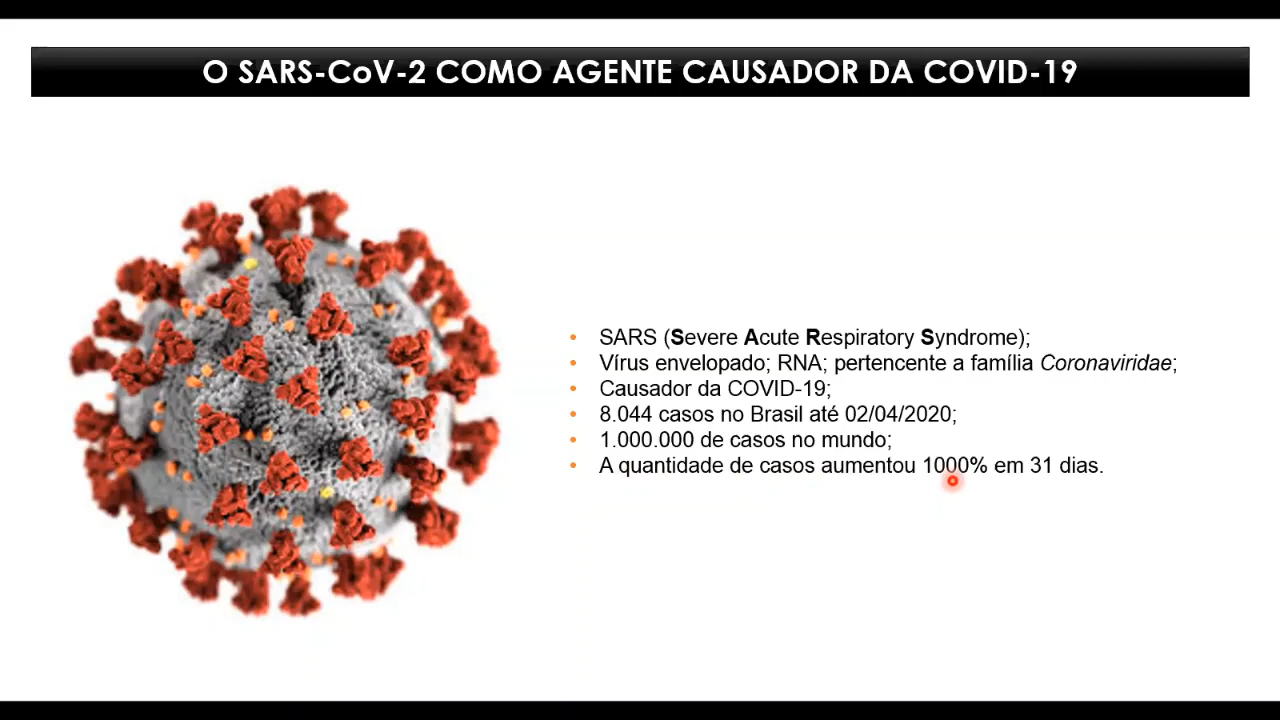 O SARS-CoV-2 COMO AGENTE CAUSADOR DA COVID-19
• SARS (Severe Acute Respiratory Syndrome);
• Vírus envelopado; RNA; pertencente a família Coronaviridae;
• Causador da COVID-19;
• 8.044 casos no Brasil até 02/04/2020;
• 1.000.000 de casos no mundo;
• A quantidade de casos aumentou 1000% em 31 dias.